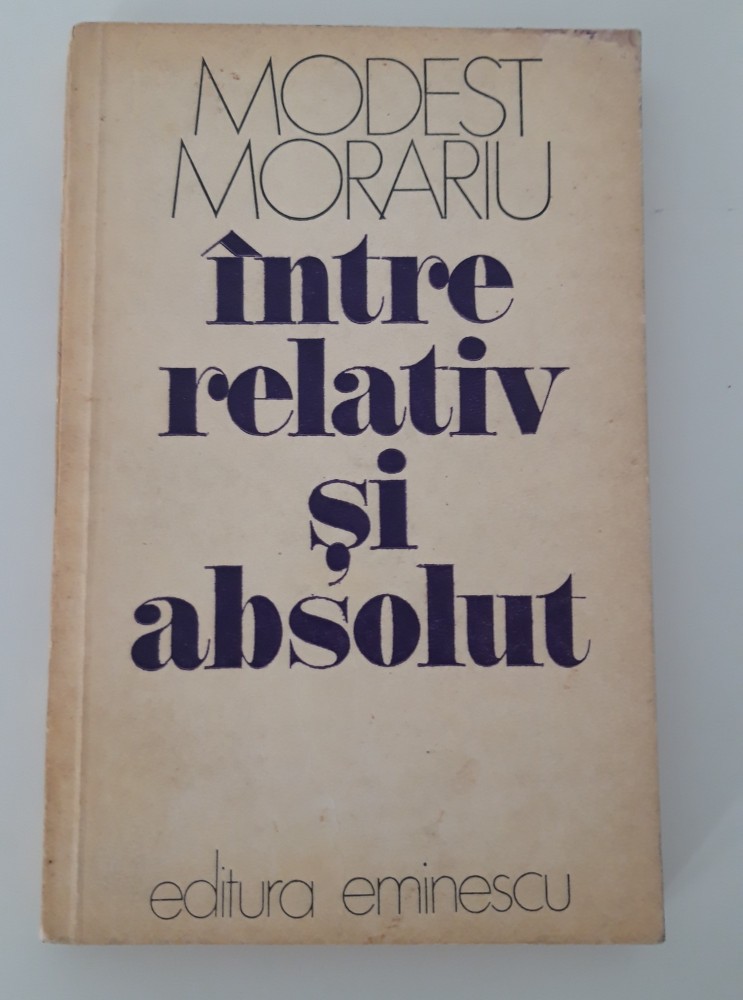 MODEST
MORARIU
între
relativ
și
absolut
editura eminescu